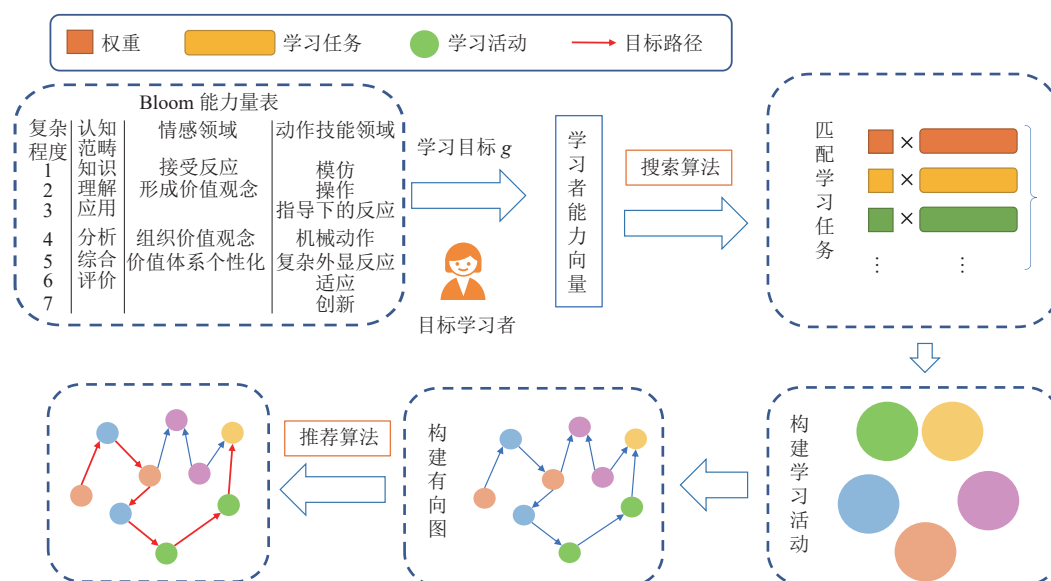 权重 学习任务 学习活动 目标路径
Bloom 能力量表
复杂程度 认知范畴 情感领域 动作技能领域
1 知识 接受反应 模仿
2 理解 形成价值观念 操作
3 应用 指导下的反应
4 分析 组织价值观念 机械动作
5 综合 价值体系个性化 复杂外显反应
6 评价 适应
7 创新
学习目标 g
目标学习者
学习者能力向量
搜索算法
匹配学习任务
×
×
×
⋮ ⋮
构建学习活动
构建有向图
推荐算法